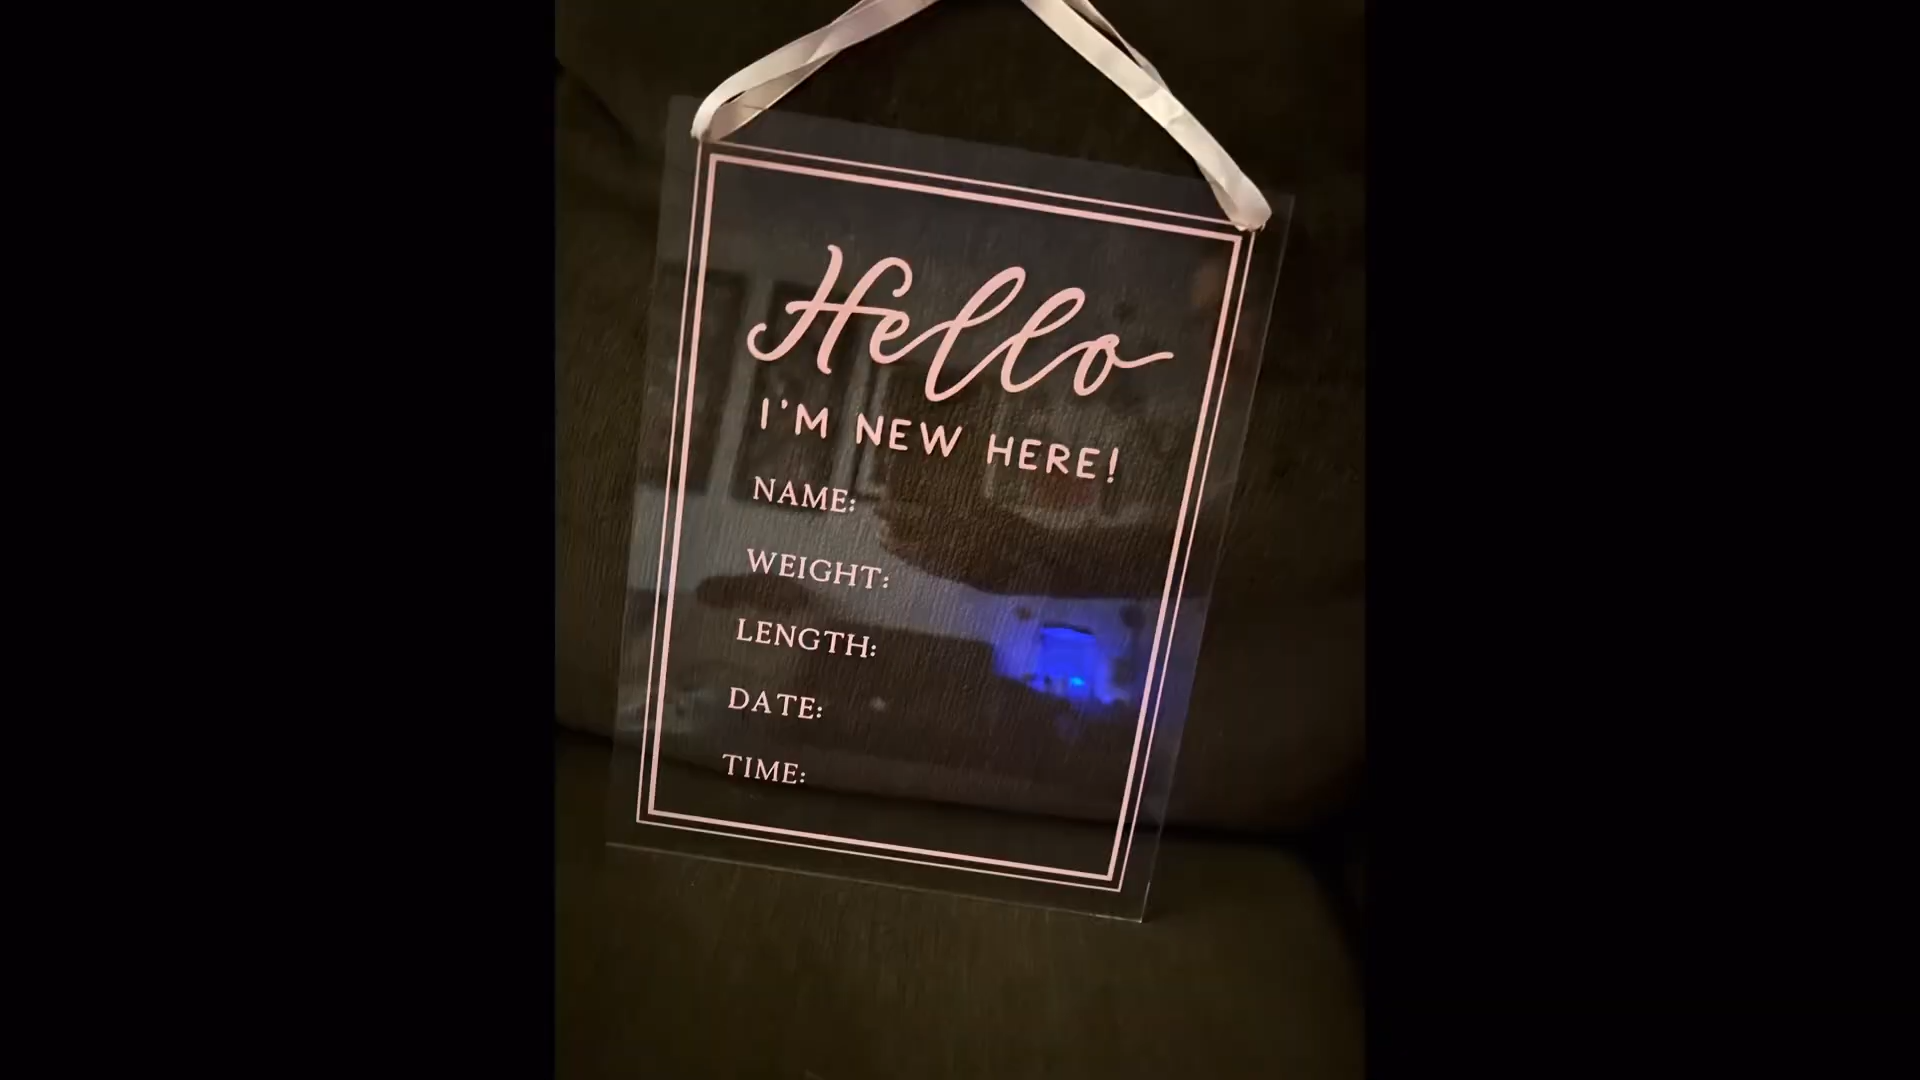 Hello
I'M NEW HERE!
NAME:
WEIGHT:
LENGTH:
DATE:
TIME: